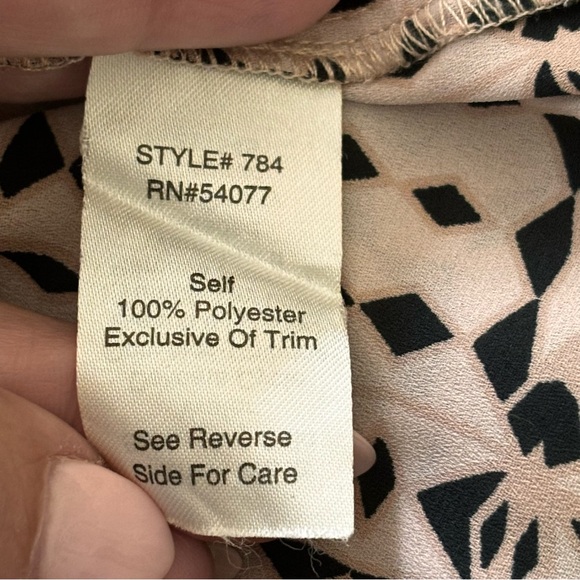 STYLE# 784
RN#54077
Self
100% Polyester
Exclusive Of Trim
See Reverse
Side For Care